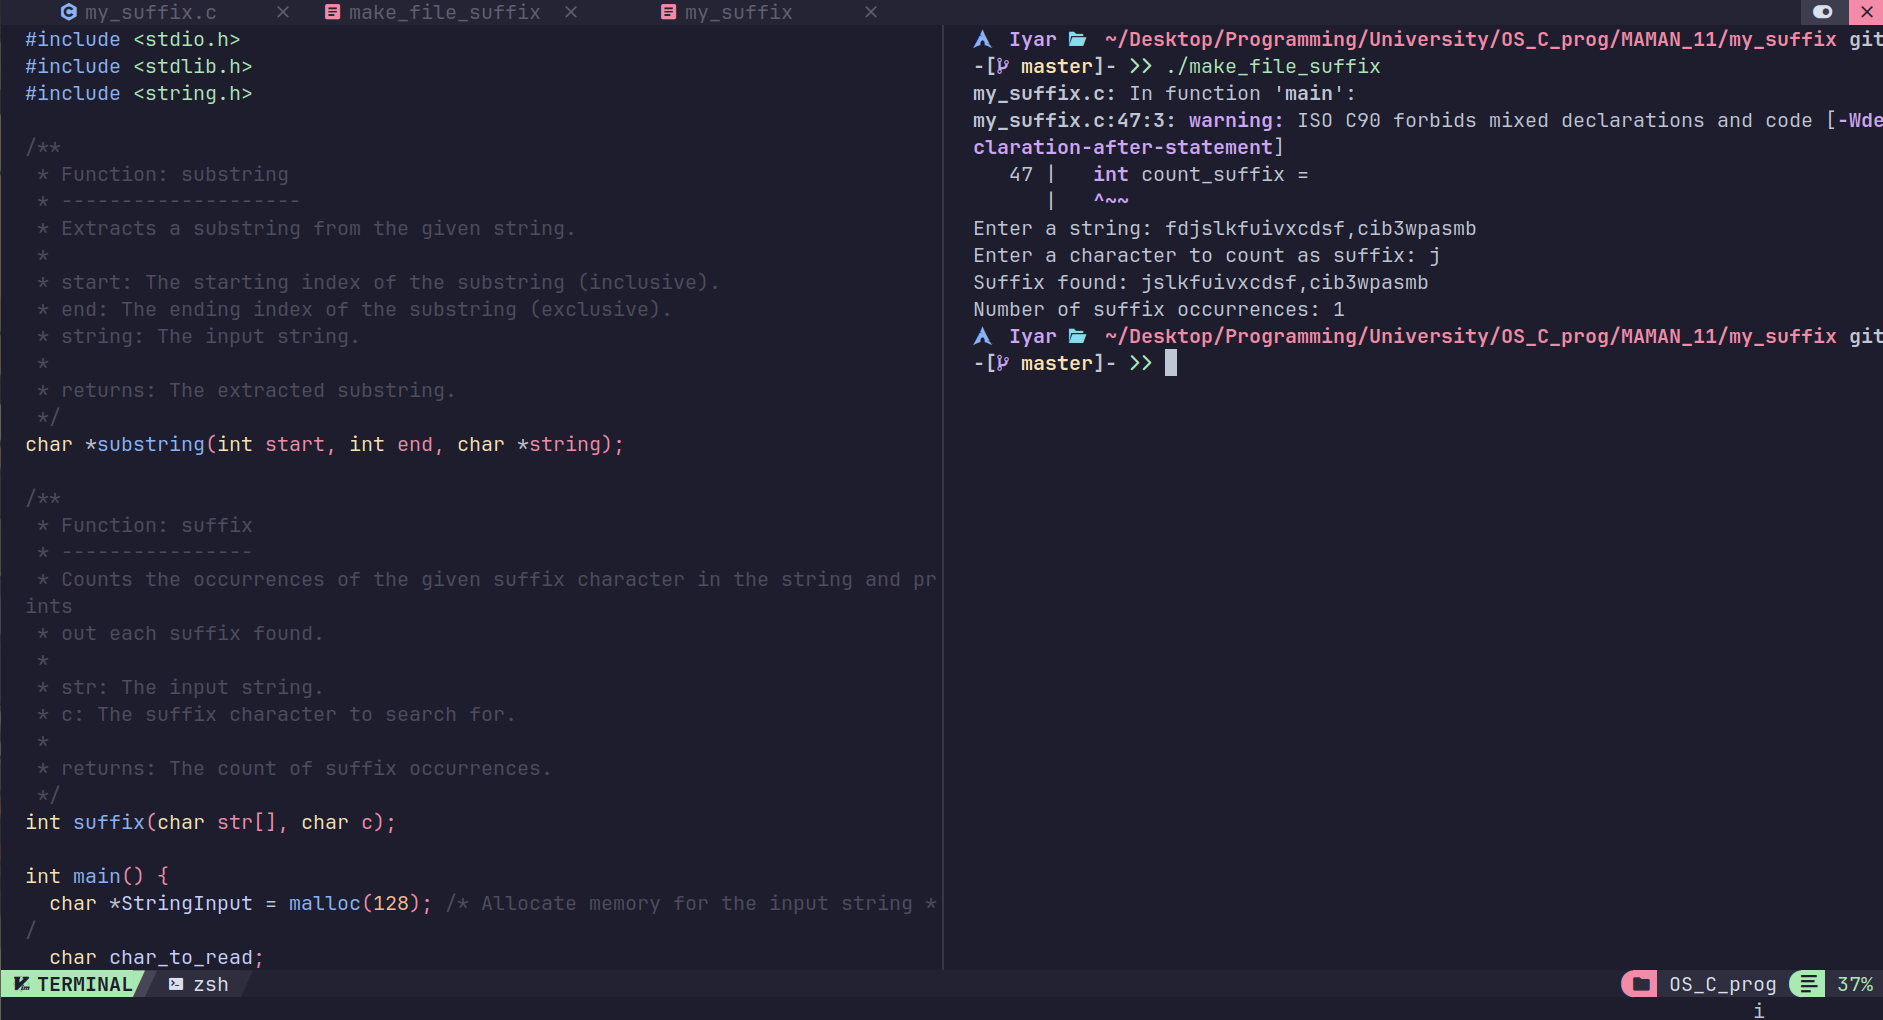 my_suffix.c × make_file_suffix × my_suffix ×
#include <stdio.h>
#include <stdlib.h>
#include <string.h>
/**
 * Function: substring
 * --------------------
 * Extracts a substring from the given string.
 *
 * start: The starting index of the substring (inclusive).
 * end: The ending index of the substring (exclusive).
 * string: The input string.
 *
 * returns: The extracted substring.
 */
char *substring(int start, int end, char *string);
/**
 * Function: suffix
 * ----------------
 * Counts the occurrences of the given suffix character in the string and pr
ints
 * out each suffix found.
 *
 * str: The input string.
 * c: The suffix character to search for.
 *
 * returns: The count of suffix occurrences.
 */
int suffix(char str[], char c);
int main() {
  char *StringInput = malloc(128); /* Allocate memory for the input string *
/
  char char_to_read;
Iyar ~/Desktop/Programming/University/OS_C_prog/MAMAN_11/my_suffix git
-[ master]- >> ./make_file_suffix
my_suffix.c: In function 'main':
my_suffix.c:47:3: warning: ISO C90 forbids mixed declarations and code [-Wde
claration-after-statement]
   47 |   int count_suffix =
      |   ^~~
Enter a string: fdjslkfuivxcdsf,cib3wpasmb
Enter a character to count as suffix: j
Suffix found: jslkfuivxcdsf,cib3wpasmb
Number of suffix occurrences: 1
Iyar ~/Desktop/Programming/University/OS_C_prog/MAMAN_11/my_suffix git
-[ master]- >>
TERMINAL zsh OS_C_prog 37%
i